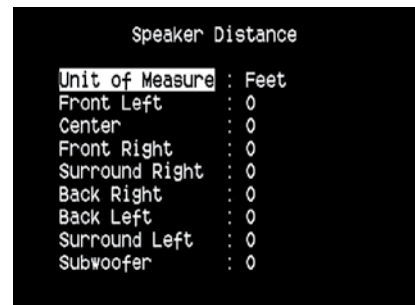 Speaker Distance
Unit of Measure : Feet
Front Left : 0
Center : 0
Front Right : 0
Surround Right : 0
Back Right : 0
Back Left : 0
Surround Left : 0
Subwoofer : 0